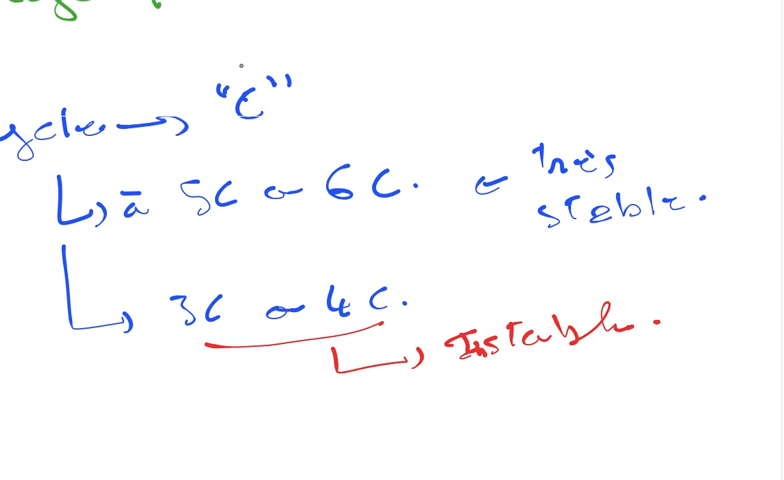 ycle → "C"
↳ à 5C ou 6C. ← très
stable.
↳ 3C ou 4C.
↳ Instable.